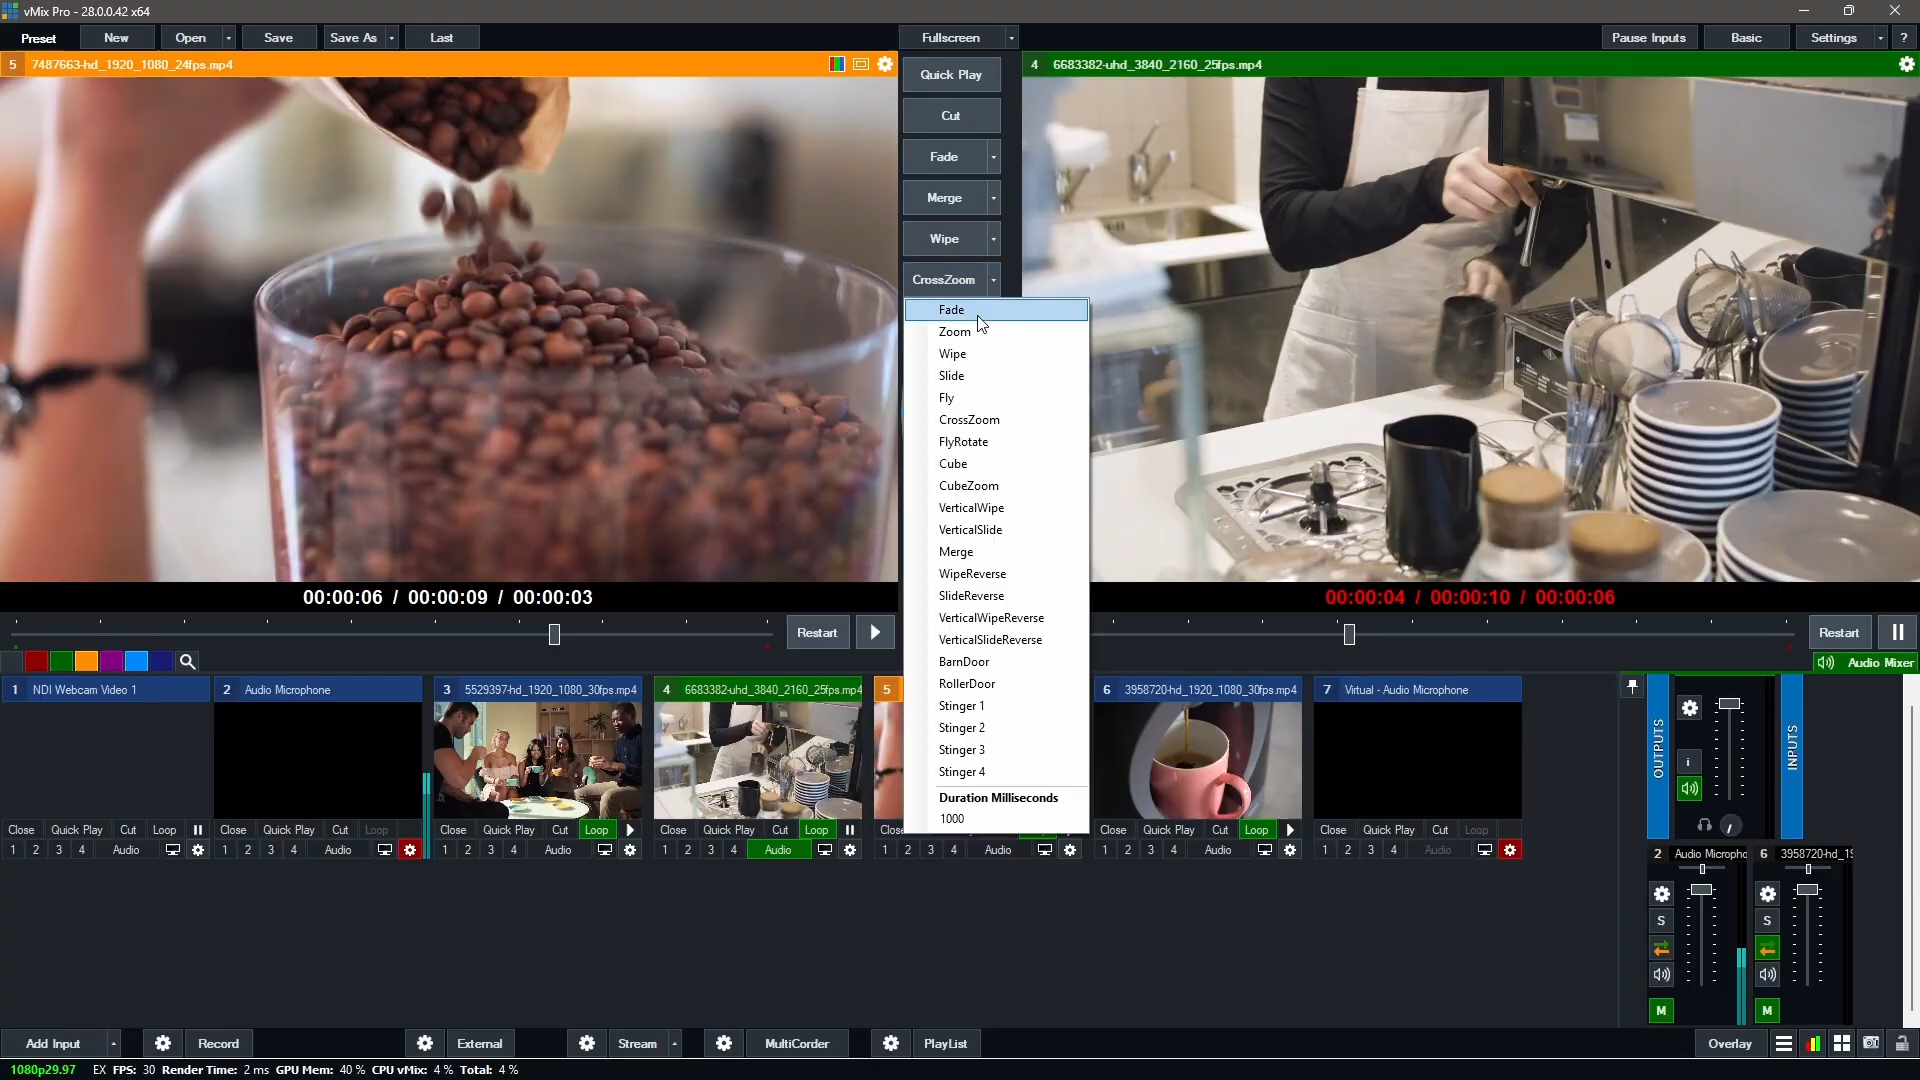 vMix Pro - 28.0.0.42 x64
Preset New Open Save Save As Last Fullscreen Pause Inputs Basic Settings ?
5 7487663-hd_1920_1080_24fps.mp4
4 6683382-uhd_3840_2160_25fps.mp4
Quick Play
Cut
Fade
Merge
Wipe
CrossZoom
Fade
Zoom
Wipe
Slide
Fly
CrossZoom
FlyRotate
Cube
CubeZoom
VerticalWipe
VerticalSlide
Merge
WipeReverse
SlideReverse
VerticalWipeReverse
VerticalSlideReverse
BarnDoor
RollerDoor
Stinger 1
Stinger 2
Stinger 3
Stinger 4
Duration Milliseconds
1000
00:00:06 / 00:00:09 / 00:00:03
00:00:04 / 00:00:10 / 00:00:06
Restart
Restart
Audio Mixer
1 NDI Webcam Video 1
Close Quick Play Cut Loop
1 2 3 4 Audio
2 Audio Microphone
Close Quick Play Cut Loop
1 2 3 4 Audio
3 5529397-hd_1920_1080_30fps.mp4
Close Quick Play Cut Loop
1 2 3 4 Audio
4 6683382-uhd_3840_2160_25fps.mp4
Close Quick Play Cut Loop
1 2 3 4 Audio
5
1 2 3 4 Audio
6 3958720-hd_1920_1080_30fps.mp4
Close Quick Play Cut Loop
1 2 3 4 Audio
7 Virtual - Audio Microphone
Close Quick Play Cut Loop
1 2 3 4 Audio
OUTPUTS
i
INPUTS
2 Audio Micropho
S
M
6 3958720-hd_19
S
M
Add Input Record External Stream MultiCorder PlayList Overlay
1080p29.97 EX FPS: 30 Render Time: 2 ms GPU Mem: 40 % CPU vMix: 4 % Total: 4 %